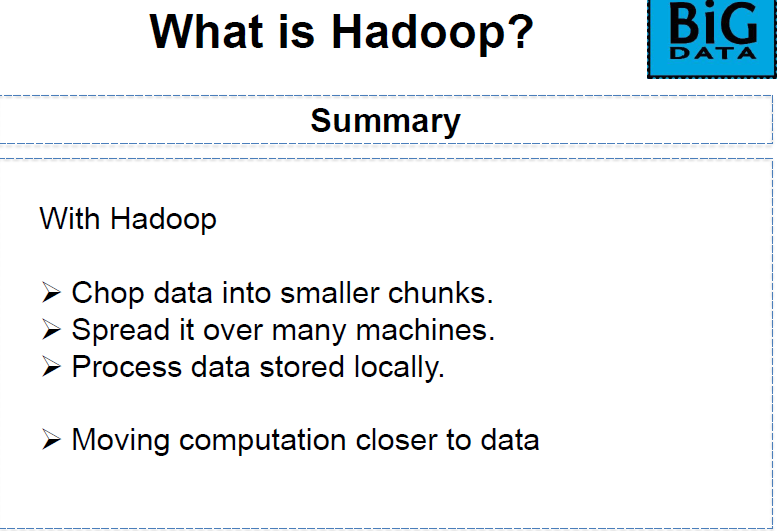 What is Hadoop?
BiG
DATA
Summary
With Hadoop
➢ Chop data into smaller chunks.
➢ Spread it over many machines.
➢ Process data stored locally.
➢ Moving computation closer to data